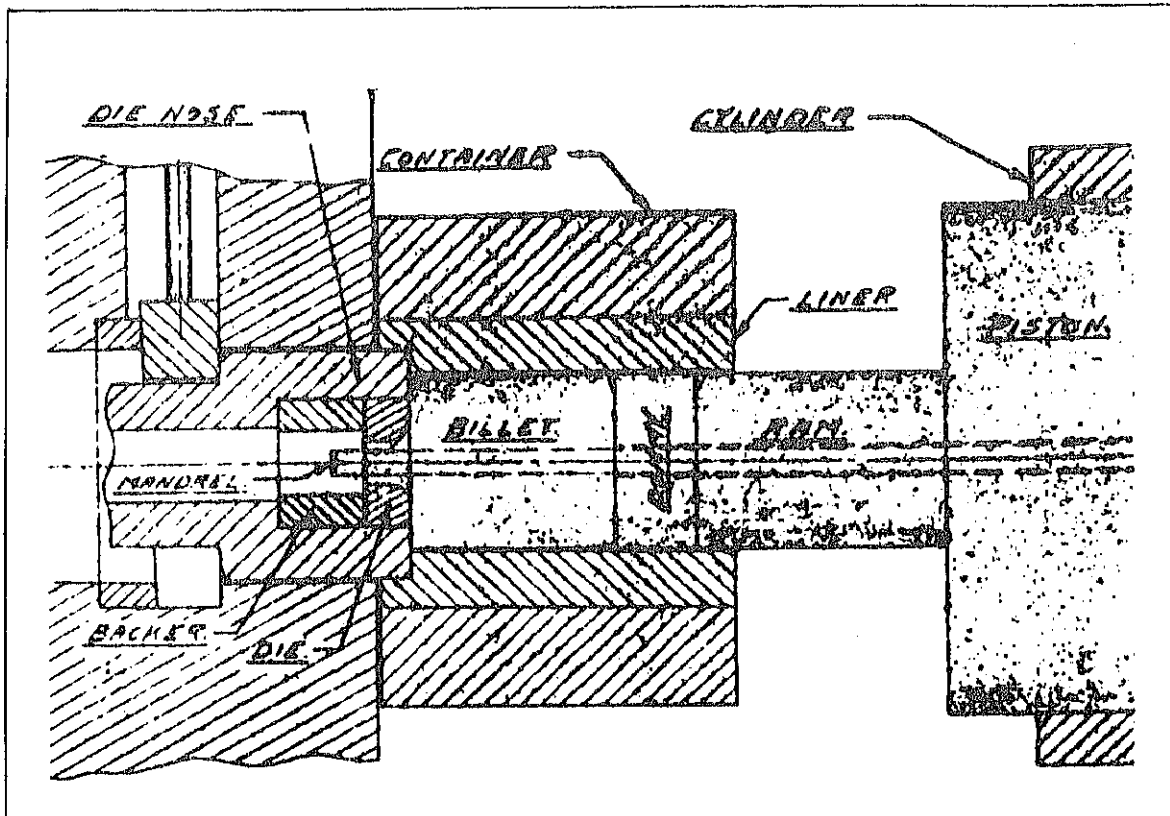 DIE NOSE
CYLINDER
CONTAINER
LINER
PISTON
BILLET
RAM
MANDREL
BACKER
DIE